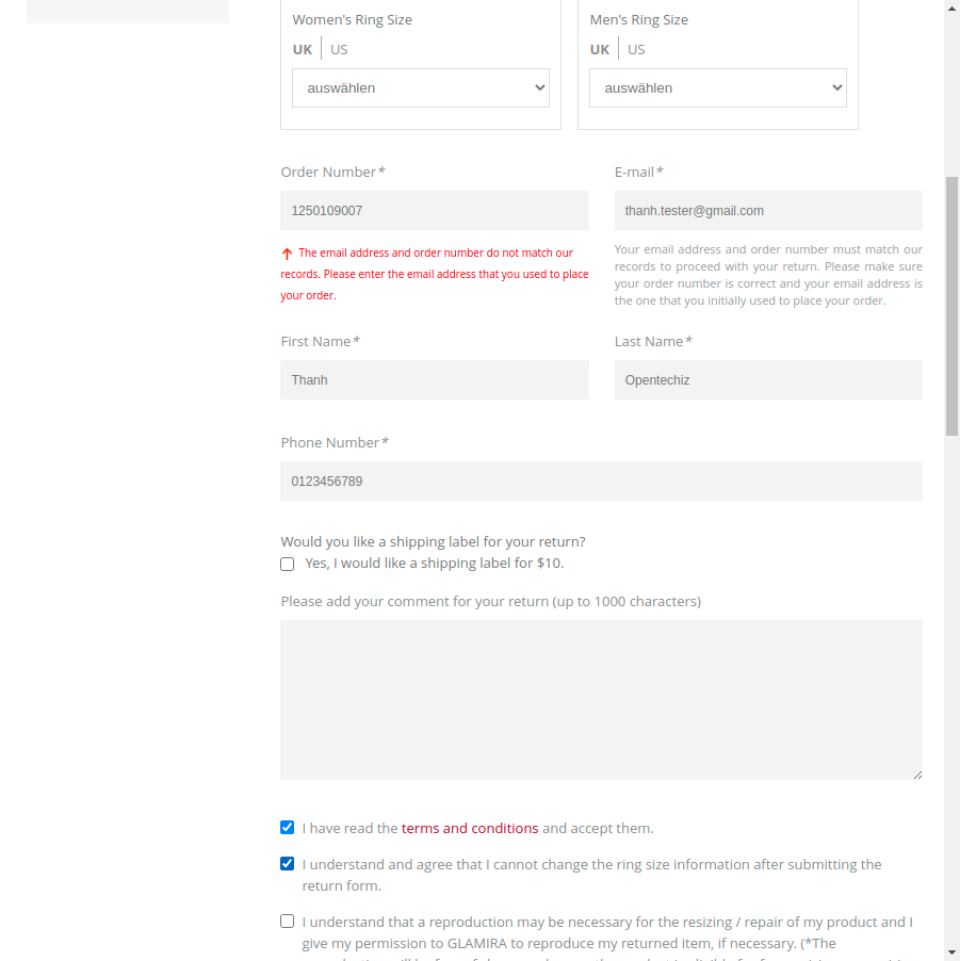 Women's Ring Size
Men's Ring Size
UK US
UK US
auswählen
auswählen
Order Number*
E-mail*
1250109007
thanh.tester@gmail.com
The email address and order number do not match our
records. Please enter the email address that you used to place
your order.
Your email address and order number must match our
records to proceed with your return. Please make sure
your order number is correct and your email address is
the one that you initially used to place your order.
First Name*
Last Name*
Thanh
Opentechiz
Phone Number*
0123456789
Would you like a shipping label for your return?
Yes, I would like a shipping label for $10.
Please add your comment for your return (up to 1000 characters)
I have read the terms and conditions and accept them.
I understand and agree that I cannot change the ring size information after submitting the
return form.
I understand that a reproduction may be necessary for the resizing / repair of my product and I
give my permission to GLAMIRA to reproduce my returned item, if necessary. (*The